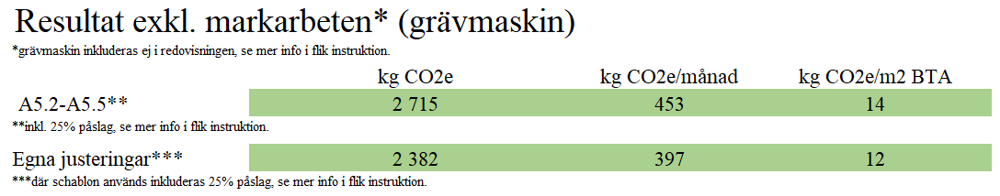 Resultat exkl. markarbeten* (grävmaskin)
*grävmaskin inkluderas ej i redovisningen, se mer info i flik instruktion.
kg CO2e kg CO2e/månad kg CO2e/m2 BTA
A5.2-A5.5** 2 715 453 14
**inkl. 25% påslag, se mer info i flik instruktion.
Egna justeringar*** 2 382 397 12
***där schablon används inkluderas 25% påslag, se mer info i flik instruktion.